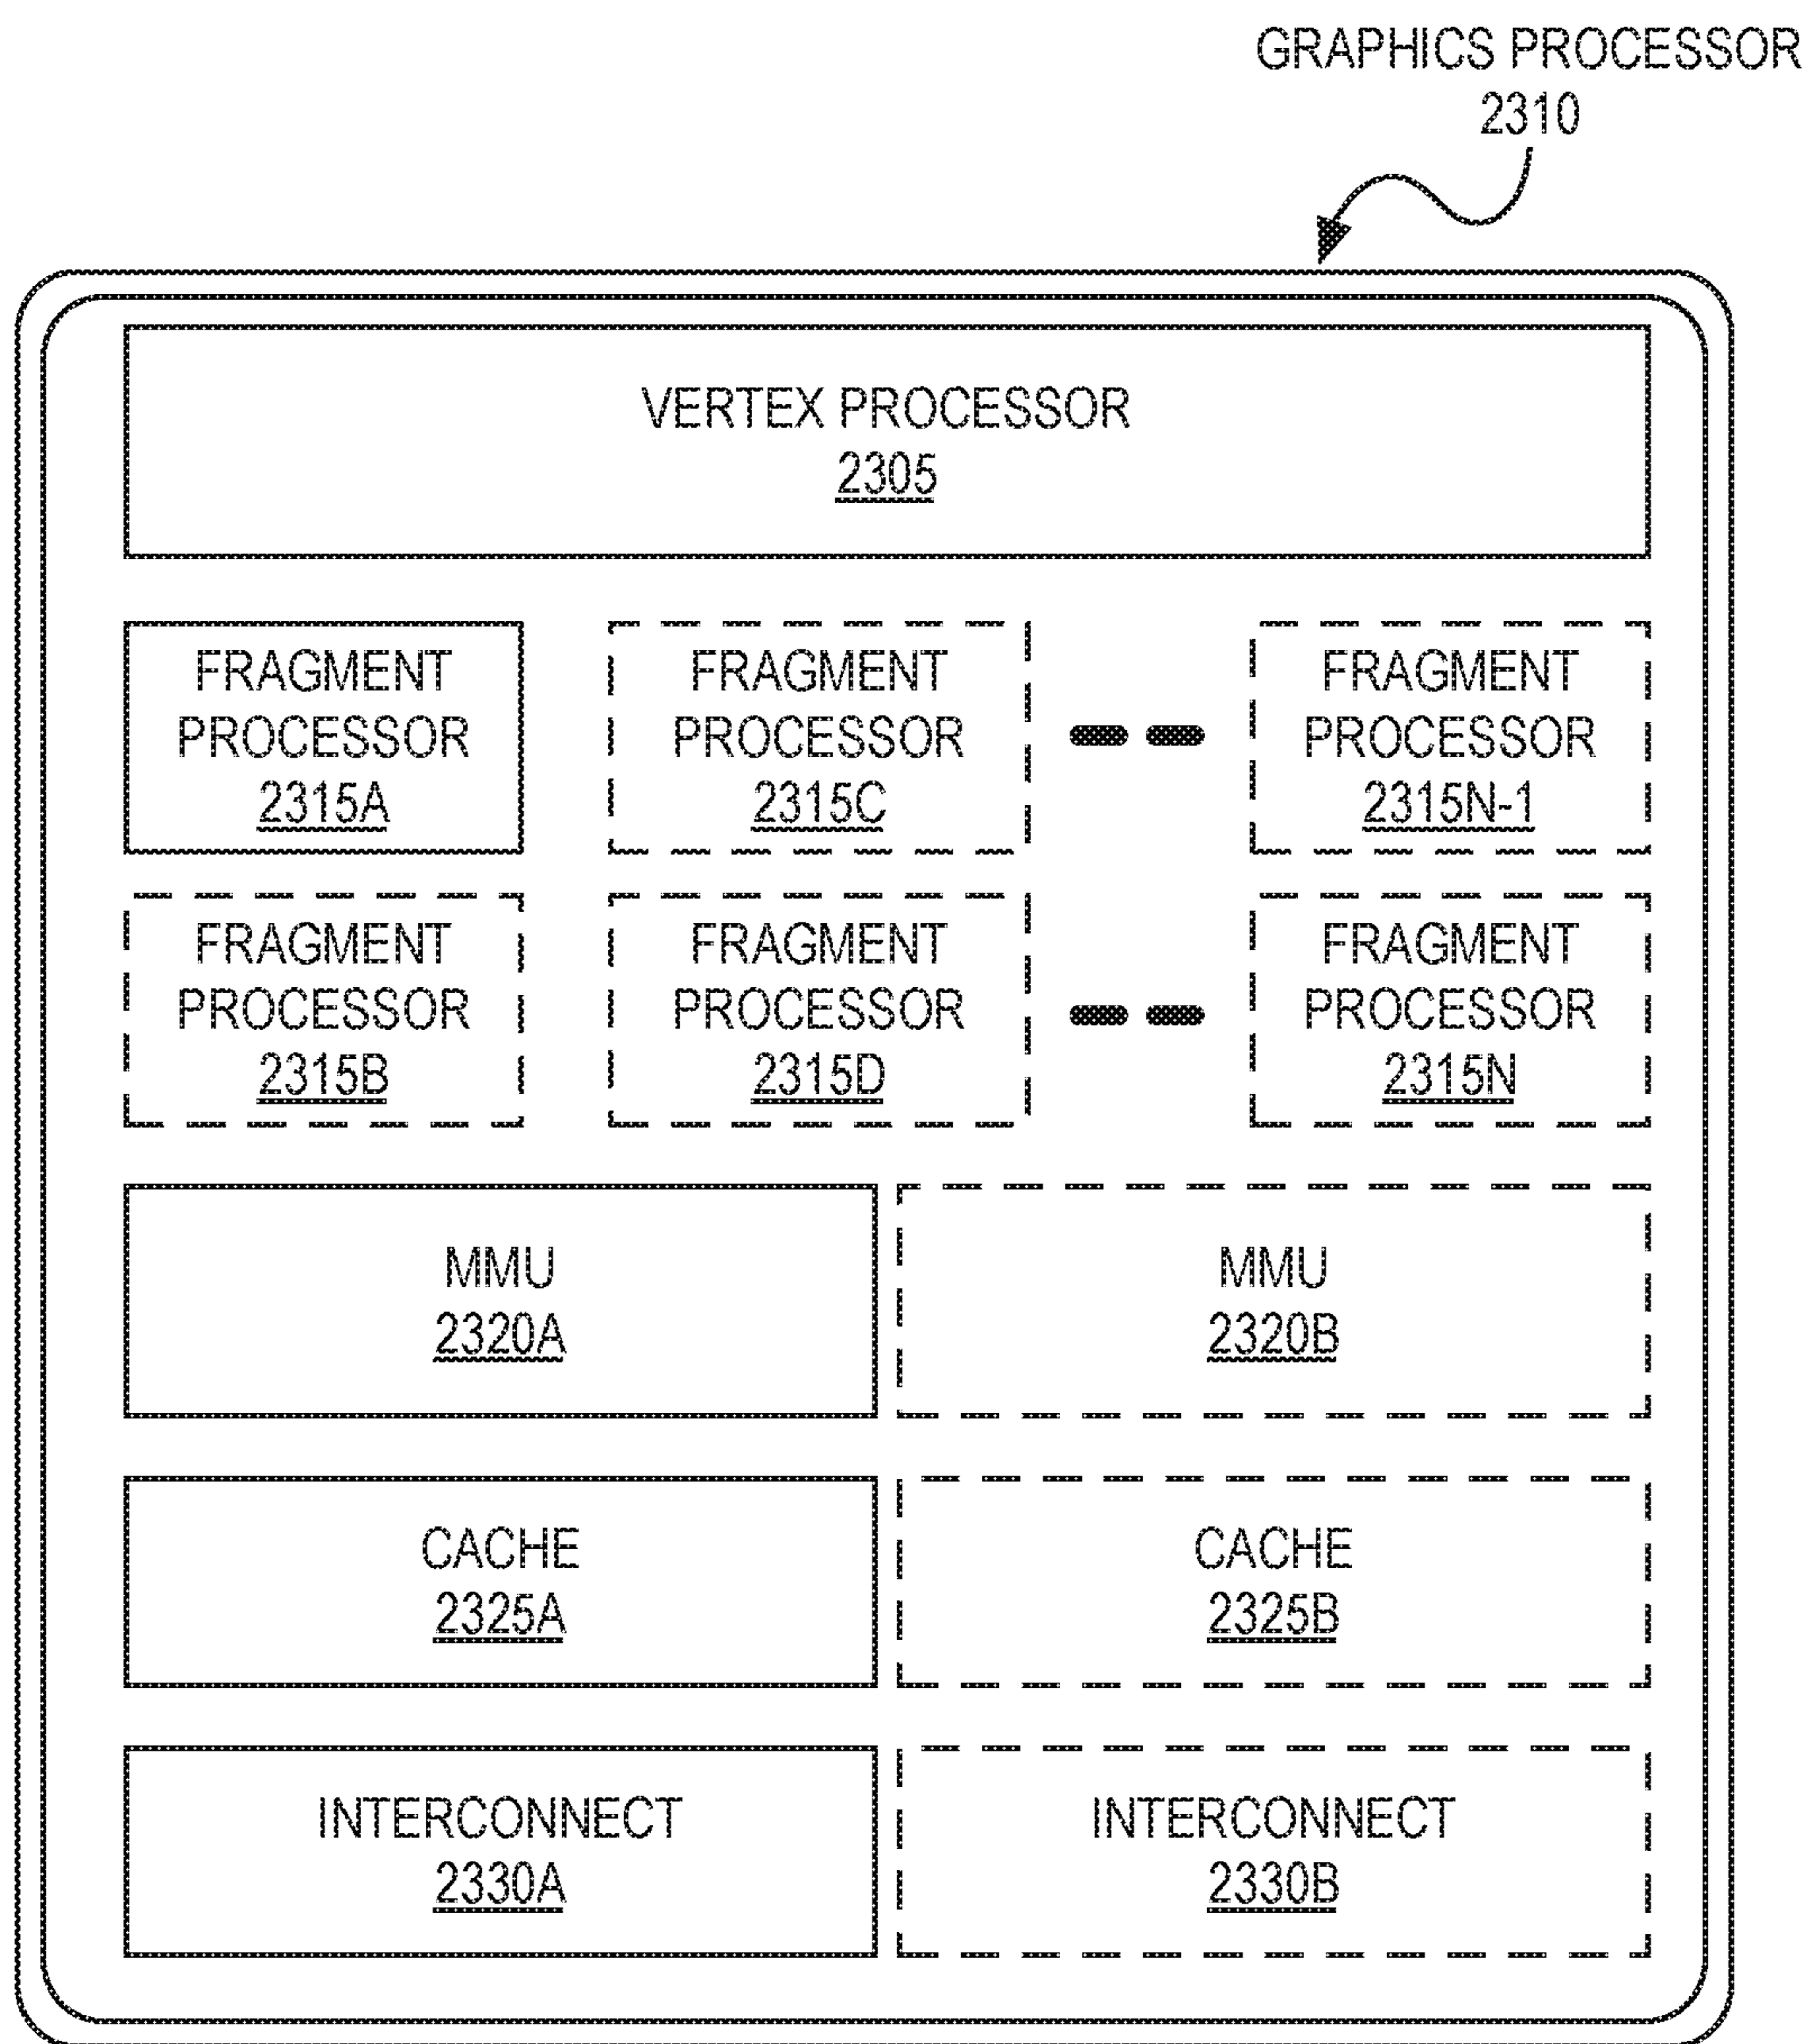 GRAPHICS PROCESSOR
2310
VERTEX PROCESSOR
2305
FRAGMENT
PROCESSOR
2315A
FRAGMENT
PROCESSOR
2315C
FRAGMENT
PROCESSOR
2315N-1
FRAGMENT
PROCESSOR
2315B
FRAGMENT
PROCESSOR
2315D
FRAGMENT
PROCESSOR
2315N
MMU
2320A
MMU
2320B
CACHE
2325A
CACHE
2325B
INTERCONNECT
2330A
INTERCONNECT
2330B